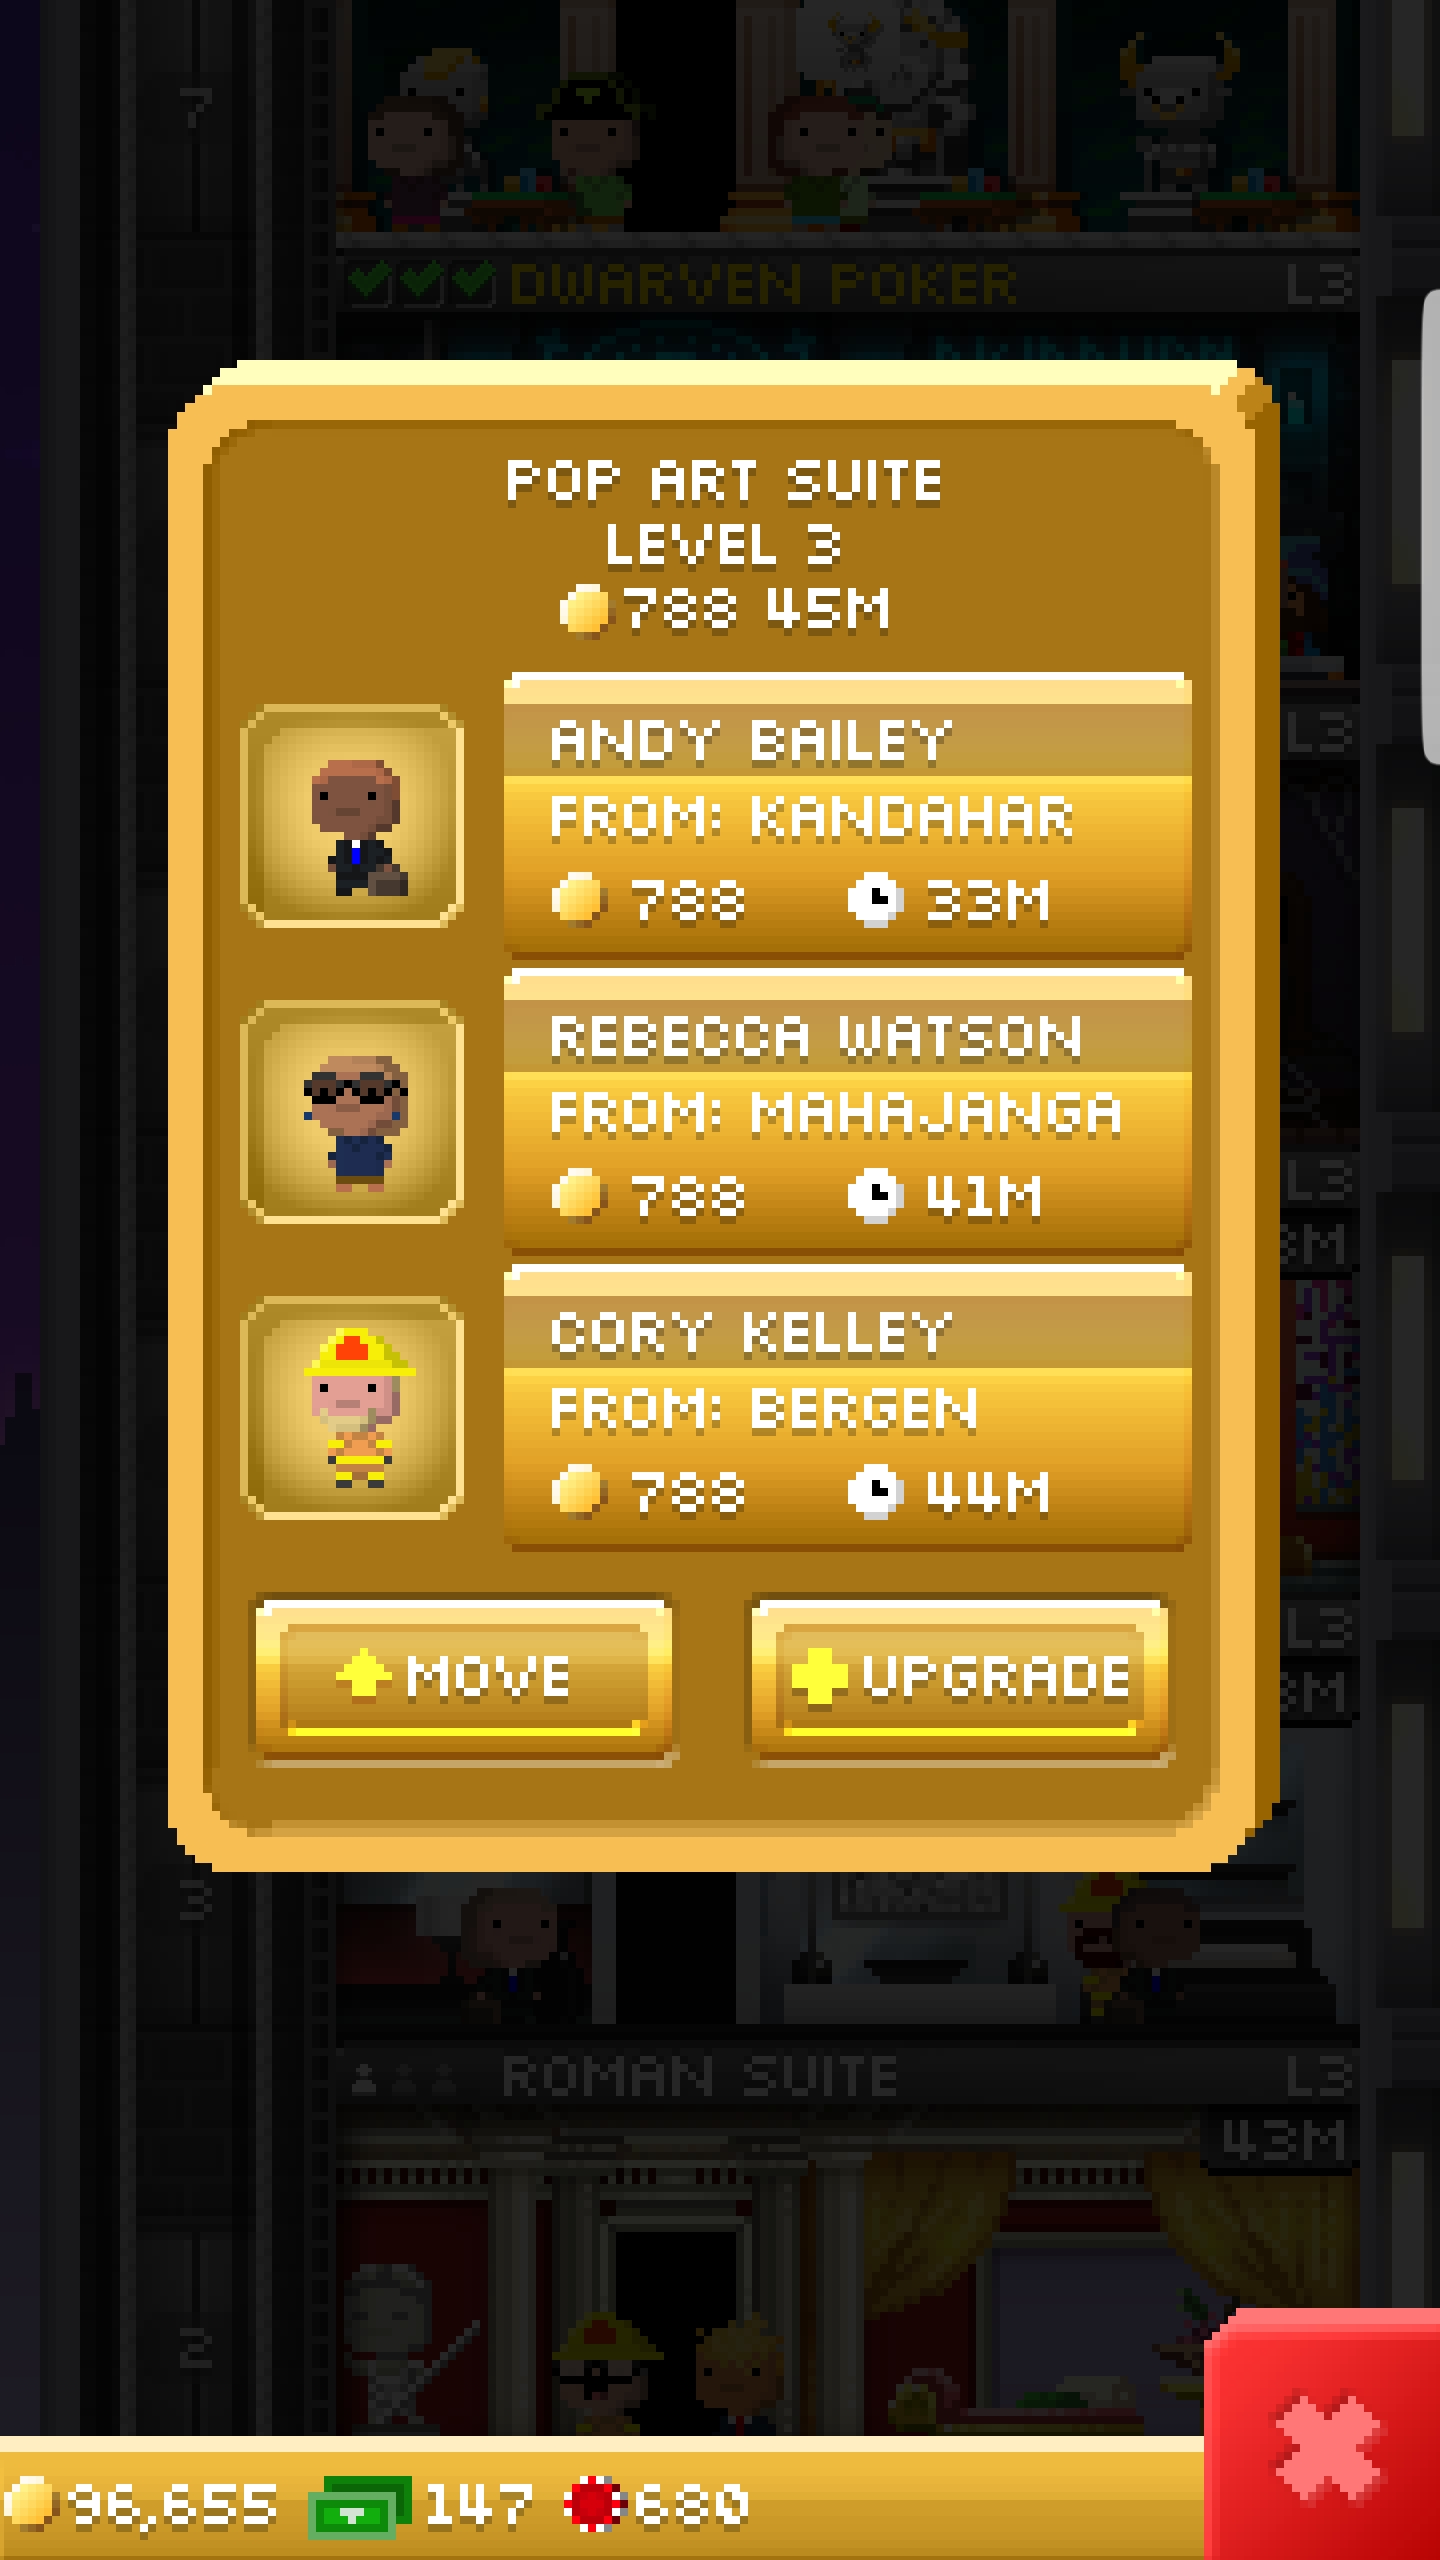 7
DWARVEN POKER L3
POP ART SUITE
LEVEL 3
788 45M
L3
ANDY BAILEY
FROM: KANDAHAR
788 33M
REBECCA WATSON
FROM: MAHAJANGA
L3
788 41M
CORY KELLEY
FROM: BERGEN
788 44M
L3
MOVE UPGRADE
3
ROMAN SUITE L3
43M
2
96,655 147 680